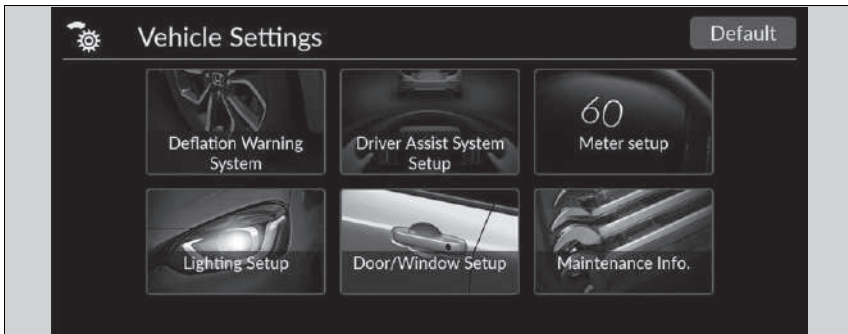 Vehicle Settings
Default
Deflation Warning
System
Driver Assist System
Setup
60
Meter setup
Lighting Setup
Door/Window Setup
Maintenance Info.